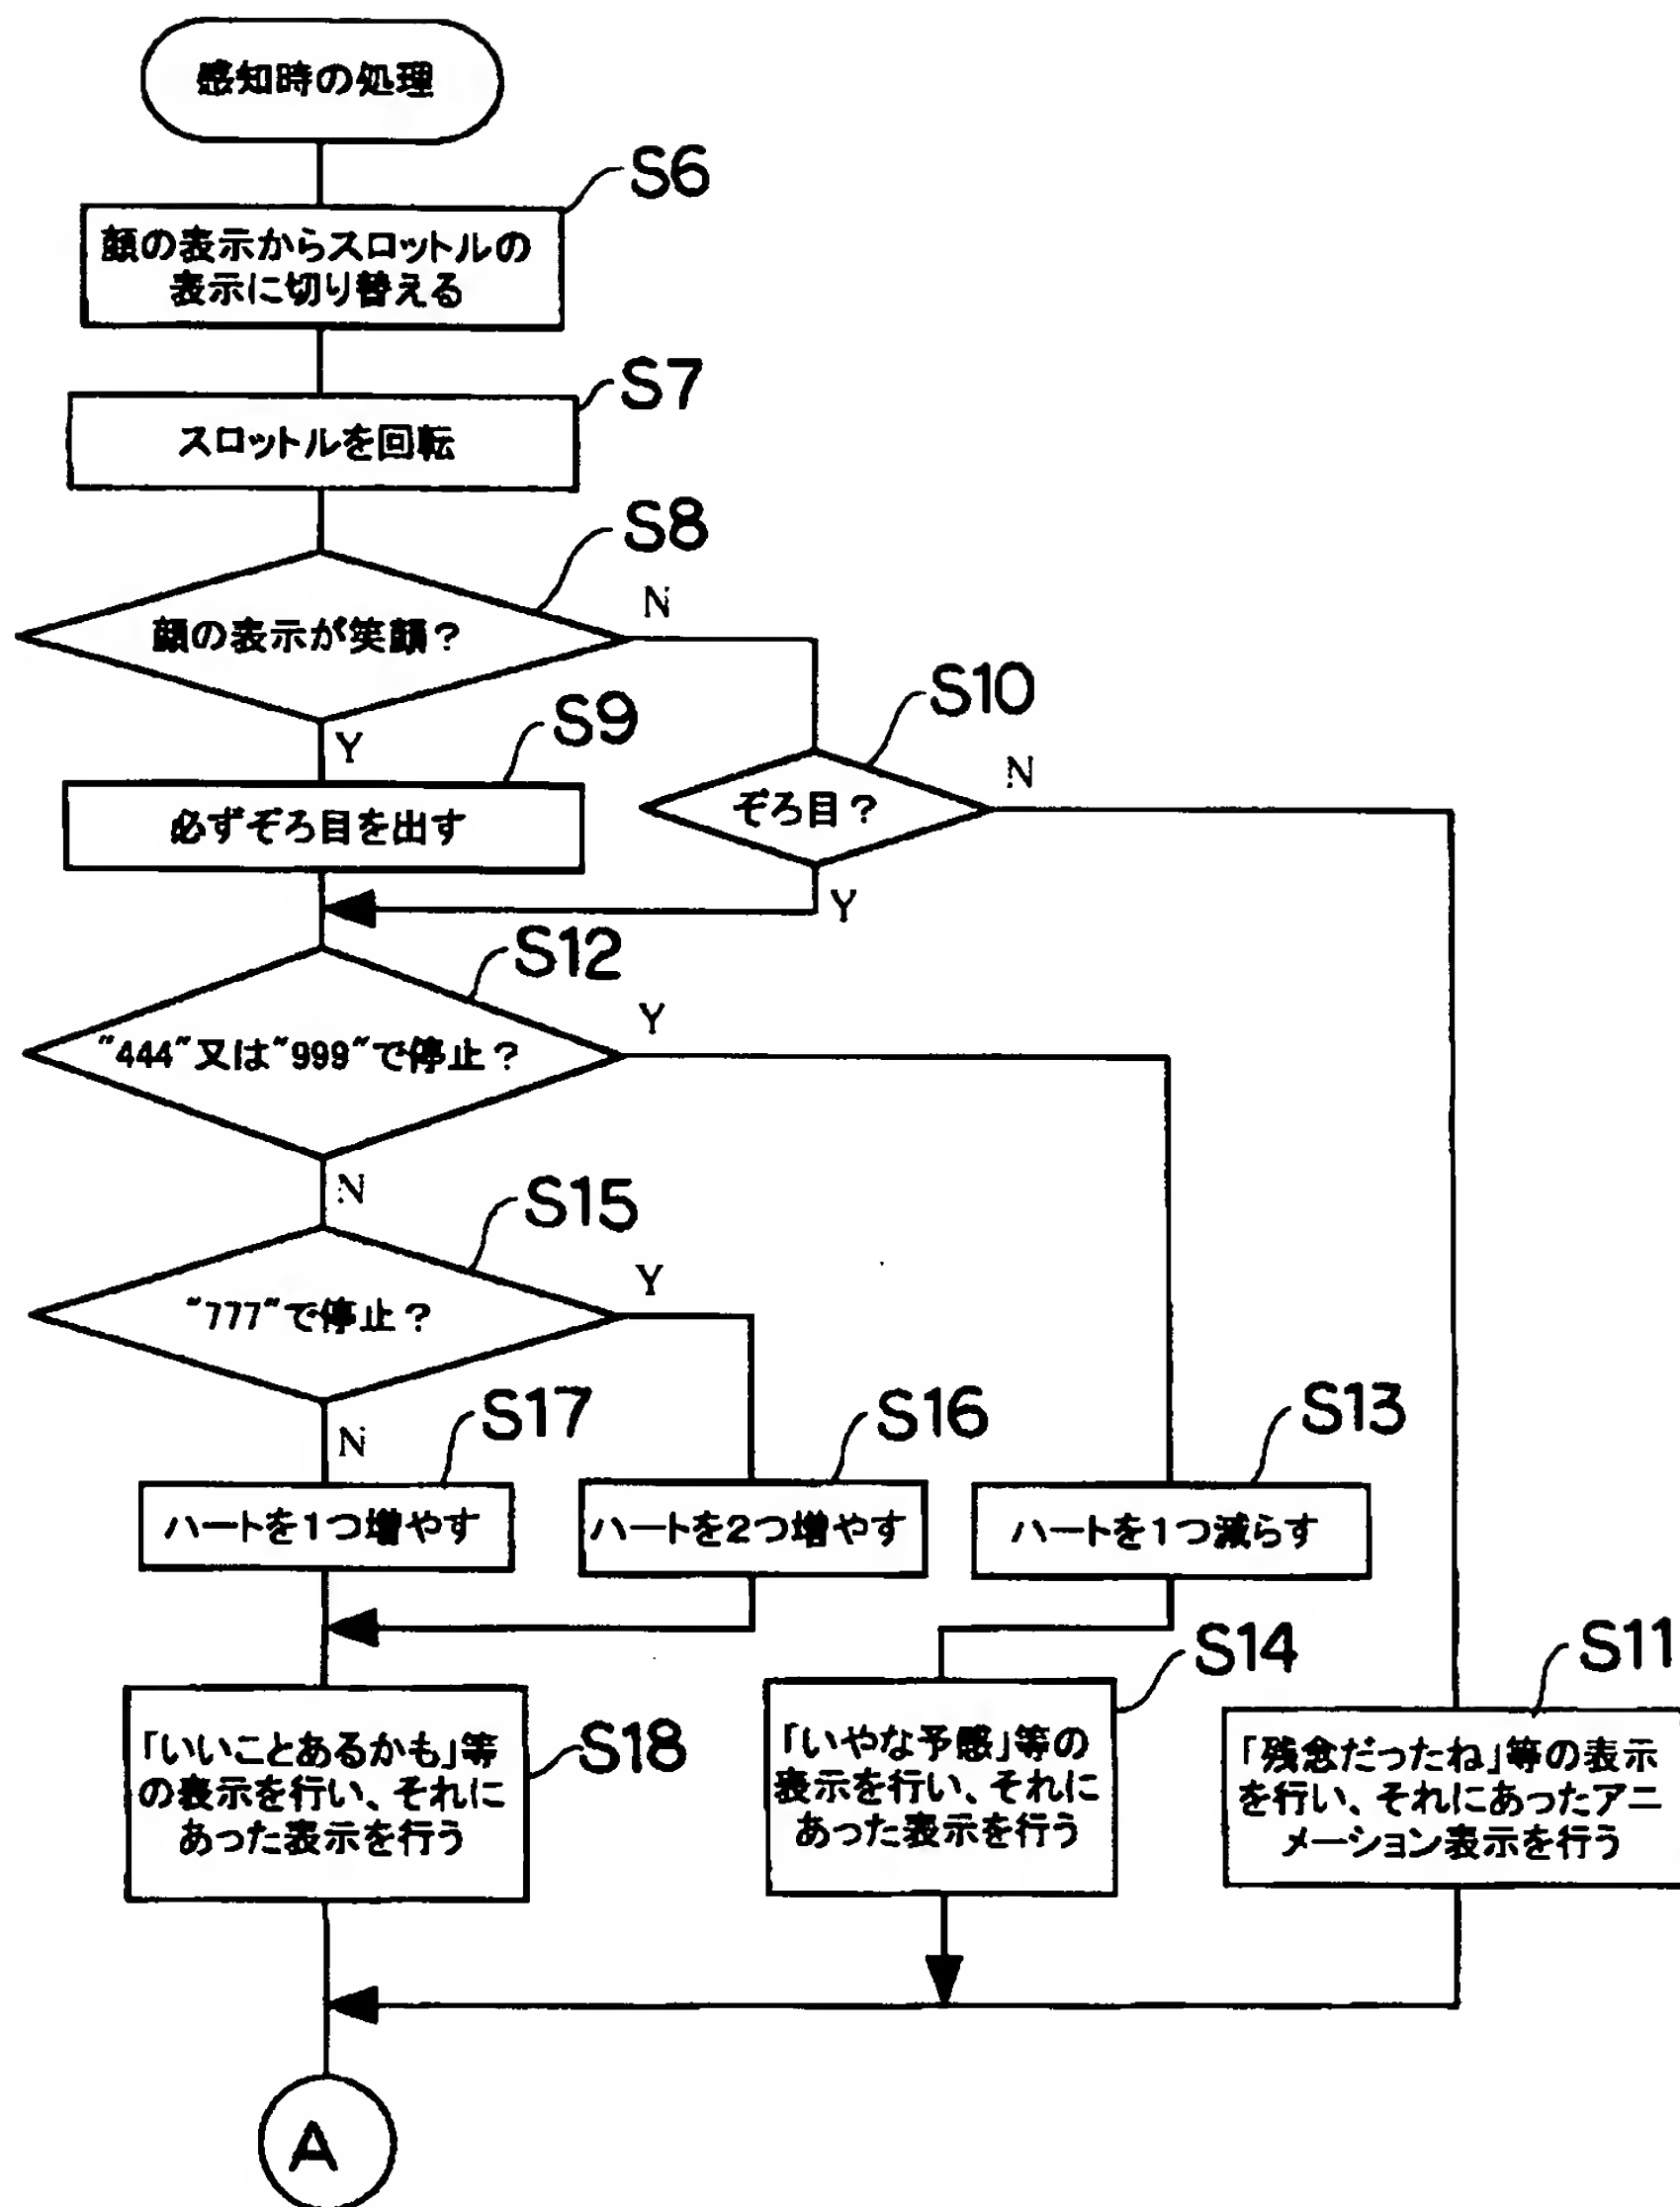 感知時の処理
S6
顔の表示からスロットルの
表示に切り替える
S7
スロットルを回転
S8
顔の表示が笑顔？
N
Y
S9
必ずぞろ目を出す
S10
ぞろ目？
N
Y
S12
"444"又は"999"で停止？
Y
N
S15
"777"で停止？
Y
N
S17
ハートを1つ増やす
S16
ハートを2つ増やす
S13
ハートを1つ減らす
S18
「いいことあるかも」等
の表示を行い、それに
あった表示を行う
S14
「いやな予感」等の
表示を行い、それに
あった表示を行う
S11
「残念だったね」等の表示
を行い、それにあったアニ
メーション表示を行う
A